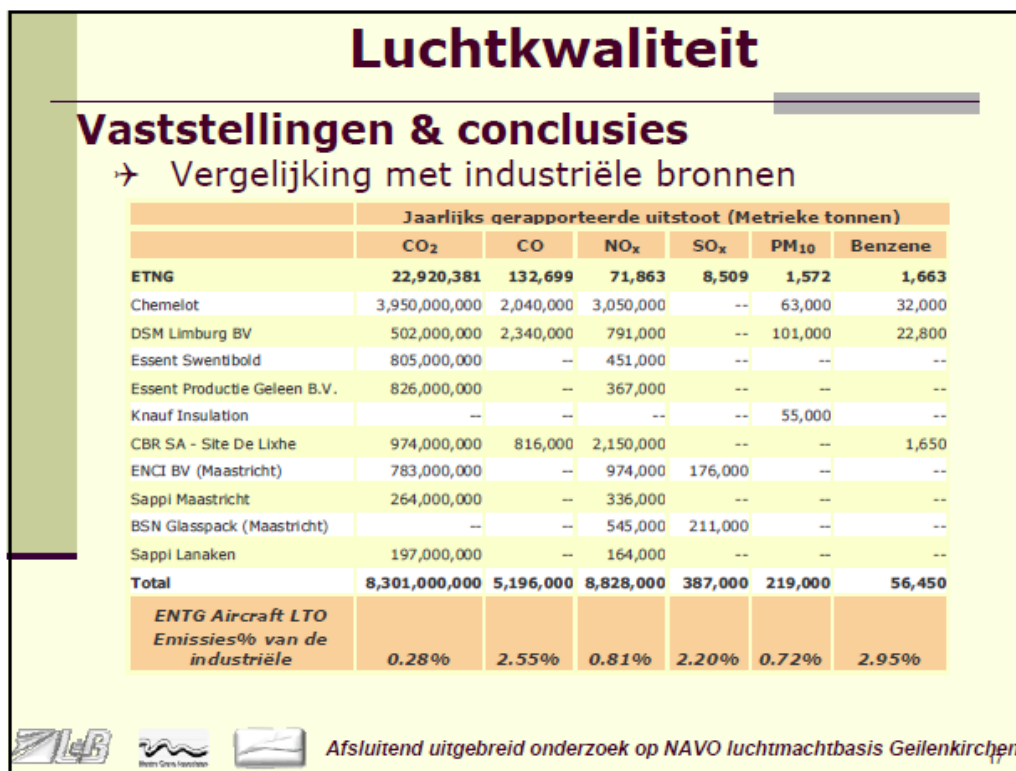 Luchtkwaliteit
Vaststellingen & conclusies
Vergelijking met industriële bronnen
Jaarlijks gerapporteerde uitstoot (Metrieke tonnen)
CO₂ CO NOₓ SOₓ PM₁₀ Benzene
ETNG 22,920,381 132,699 71,863 8,509 1,572 1,663
Chemelot 3,950,000,000 2,040,000 3,050,000 -- 63,000 32,000
DSM Limburg BV 502,000,000 2,340,000 791,000 -- 101,000 22,800
Essent Swentibold 805,000,000 -- 451,000 -- -- --
Essent Productie Geleen B.V. 826,000,000 -- 367,000 -- -- --
Knauf Insulation -- -- -- -- 55,000 --
CBR SA - Site De Lixhe 974,000,000 816,000 2,150,000 -- -- 1,650
ENCI BV (Maastricht) 783,000,000 -- 974,000 176,000 -- --
Sappi Maastricht 264,000,000 -- 336,000 -- -- --
BSN Glasspack (Maastricht) -- -- 545,000 211,000 -- --
Sappi Lanaken 197,000,000 -- 164,000 -- -- --
Total 8,301,000,000 5,196,000 8,828,000 387,000 219,000 56,450
ENTG Aircraft LTO
Emissies% van de
industriële 0.28% 2.55% 0.81% 2.20% 0.72% 2.95%
L&B
Afsluitend uitgebreid onderzoek op NAVO luchtmachtbasis Geilenkirchen
17